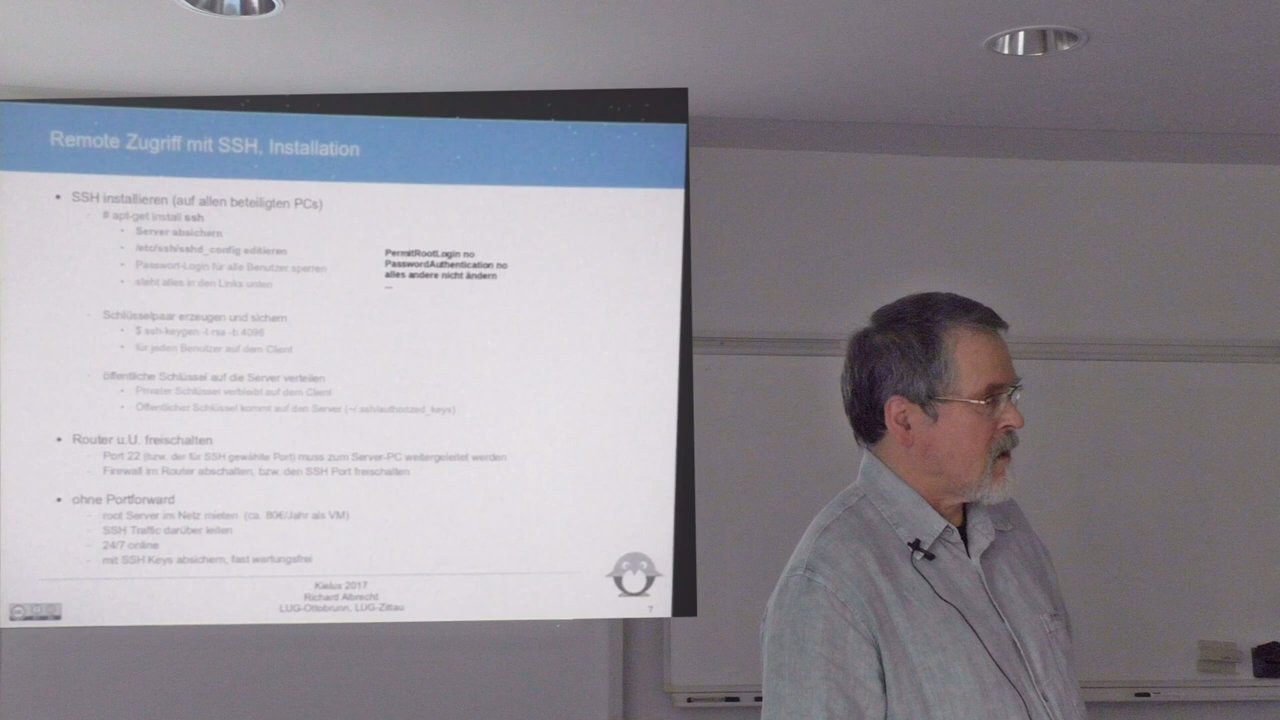 Remote Zugriff mit SSH, Installation
SSH installieren (auf allen beteiligten PCs)
# apt-get install ssh
Server absichern
/etc/ssh/sshd_config editieren
Passwort-Login für alle Benutzer sperren
steht alles in den Links unten
PermitRootLogin no
PasswordAuthentication no
alles andere nicht ändern
...
Schlüsselpaar erzeugen und sichern
$ ssh-keygen -t rsa -b 4096
für jeden Benutzer auf dem Client
öffentliche Schlüssel auf die Server verteilen
Privater Schlüssel verbleibt auf dem Client
Öffentlicher Schlüssel kommt auf den Server (~/.ssh/authorized_keys)
Router u.U. freischalten
Port 22 (bzw. der für SSH gewählte Port) muss zum Server-PC weitergeleitet werden
Firewall im Router abschalten, bzw. den SSH Port freischalten
ohne Portforward
root Server im Netz mieten (ca. 80€/Jahr als VM)
SSH Traffic darüber leiten
24/7 online
mit SSH Keys absichern, fast wartungsfrei
Kielux 2017
Richard Albrecht
LUG-Ottobrunn, LUG-Zittau
7